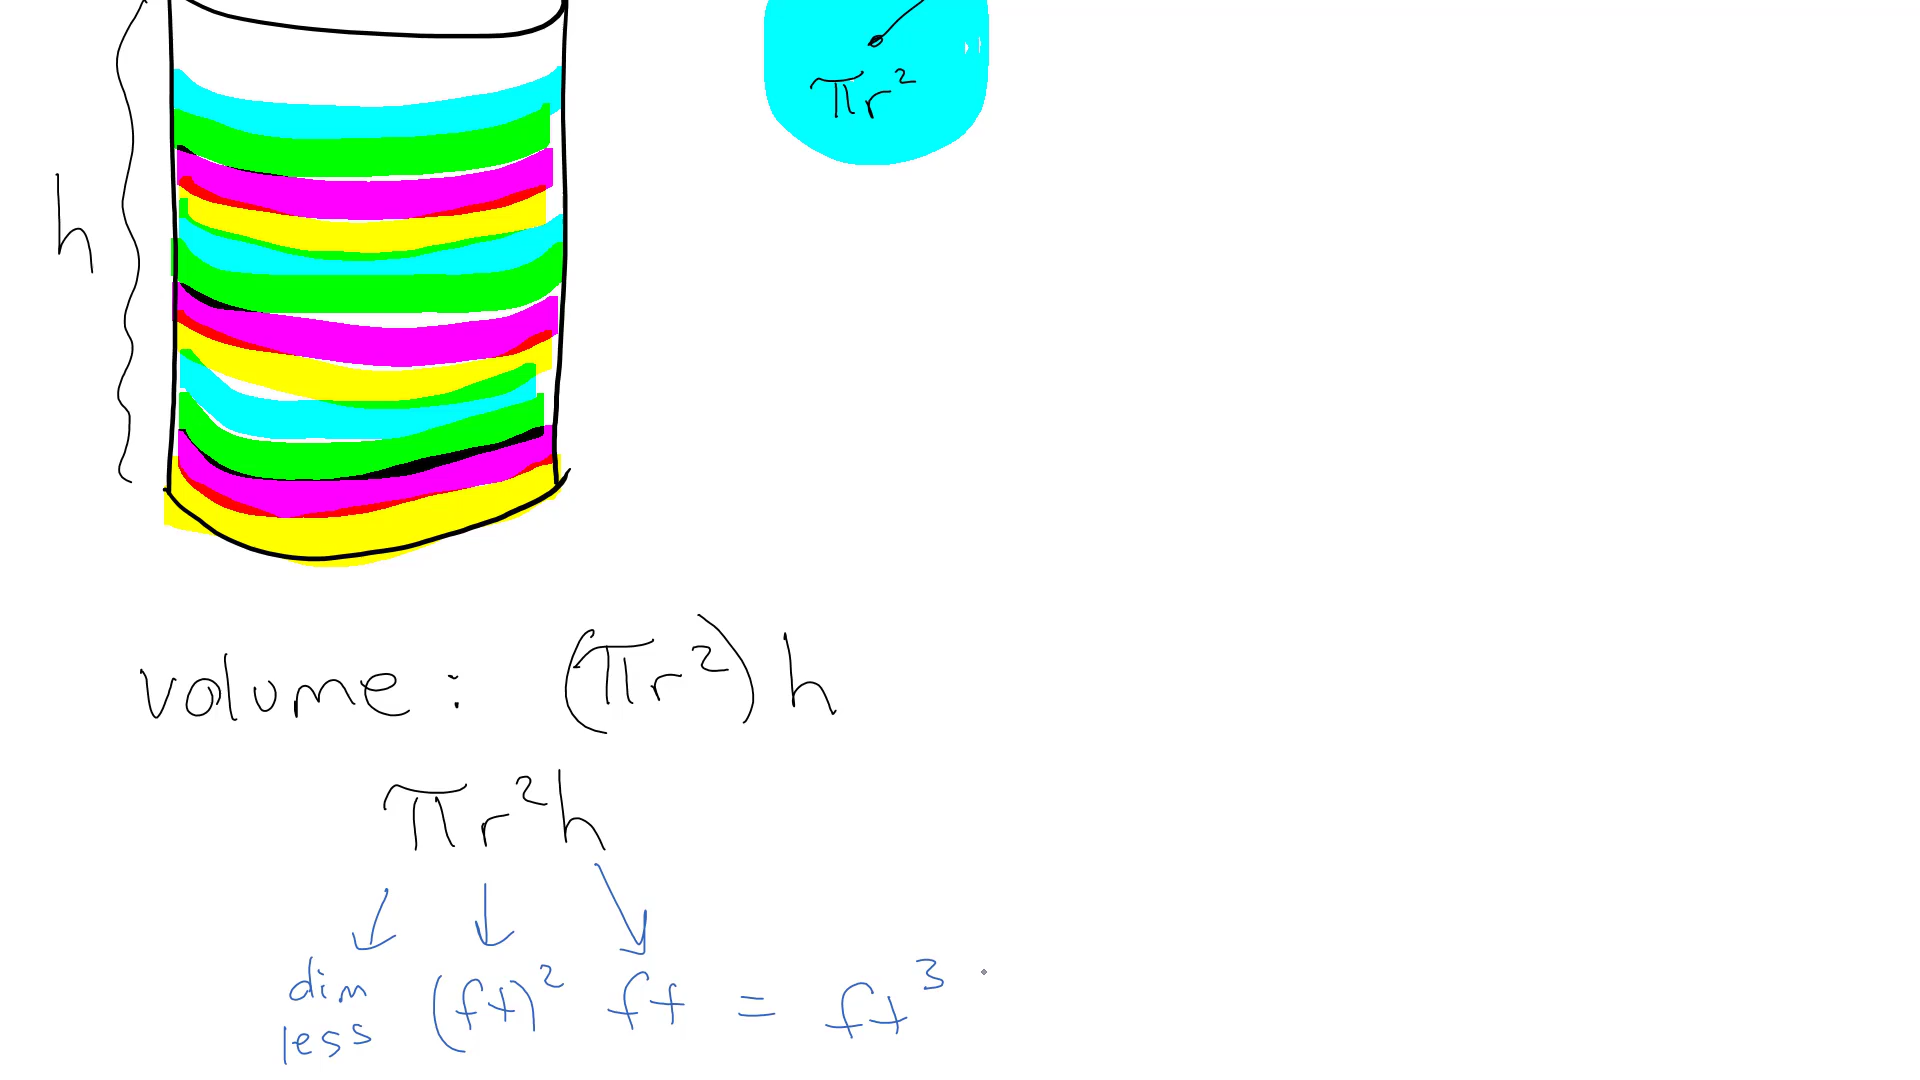 πr²
h
volume: (πr²)h
πr²h
dim (ft)² ft = ft³
less